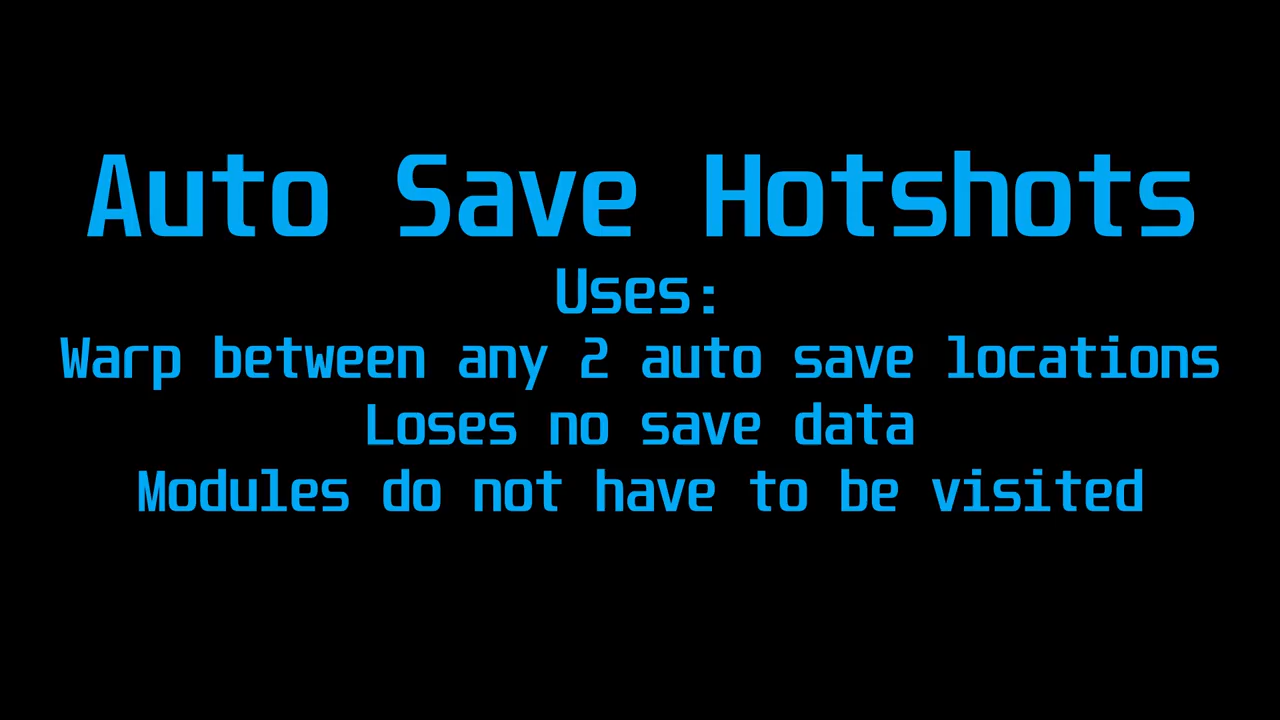 Auto Save Hotshots
Uses:
Warp between any 2 auto save locations
Loses no save data
Modules do not have to be visited